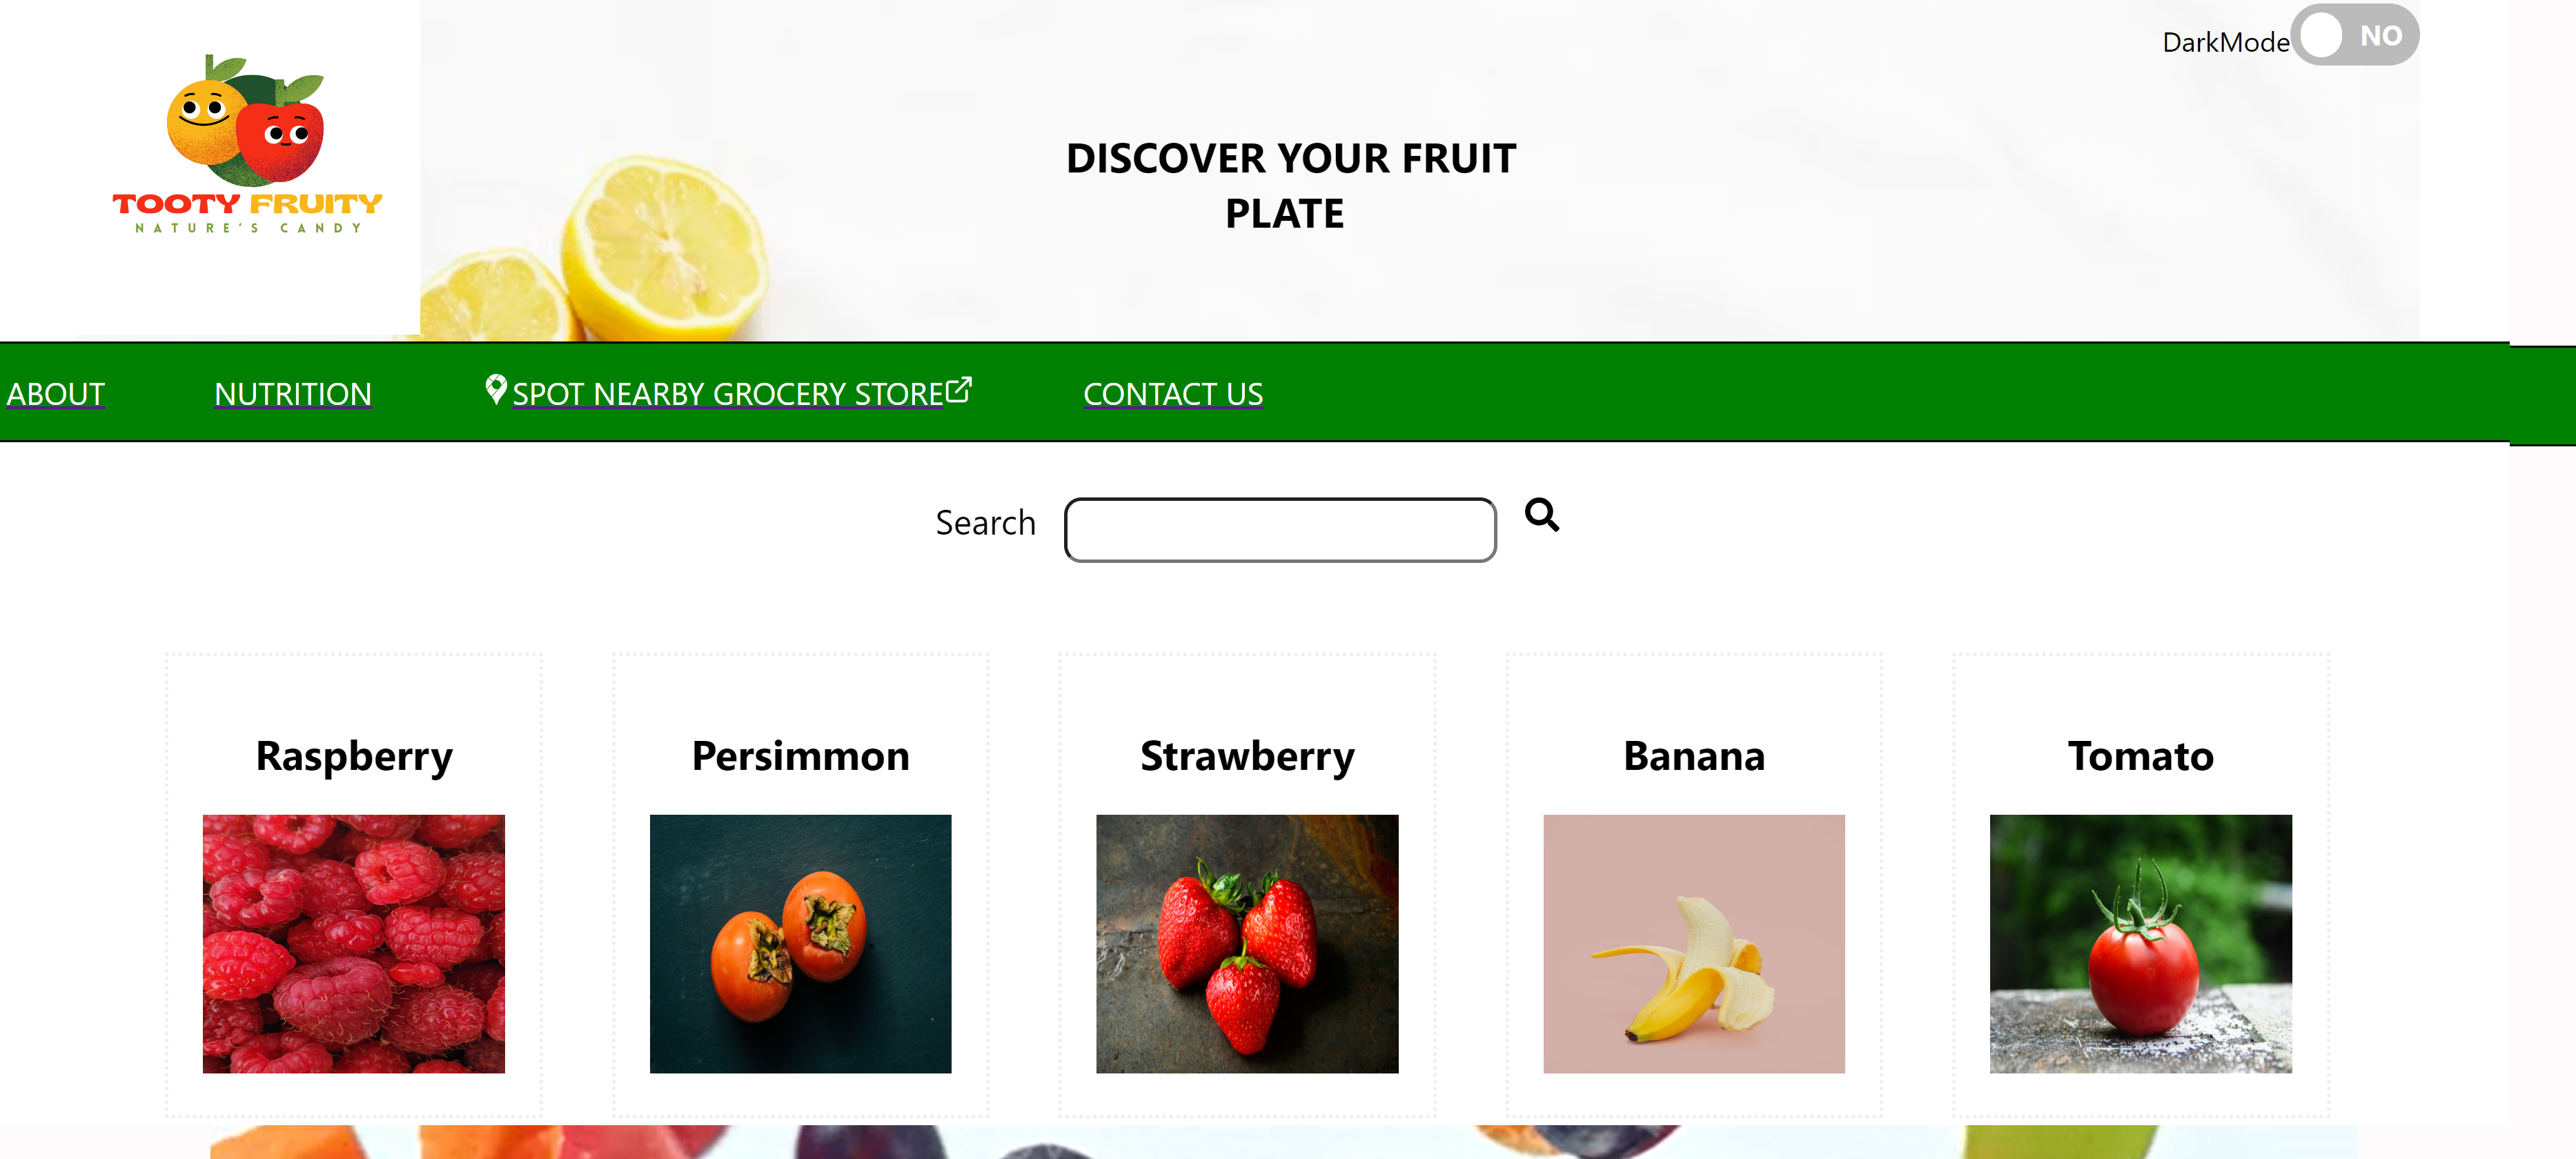 DarkMode NO
TOOTY FRUITY
NATURE'S CANDY
DISCOVER YOUR FRUIT
PLATE
ABOUT NUTRITION SPOT NEARBY GROCERY STORE CONTACT US
Search
Raspberry Persimmon Strawberry Banana Tomato